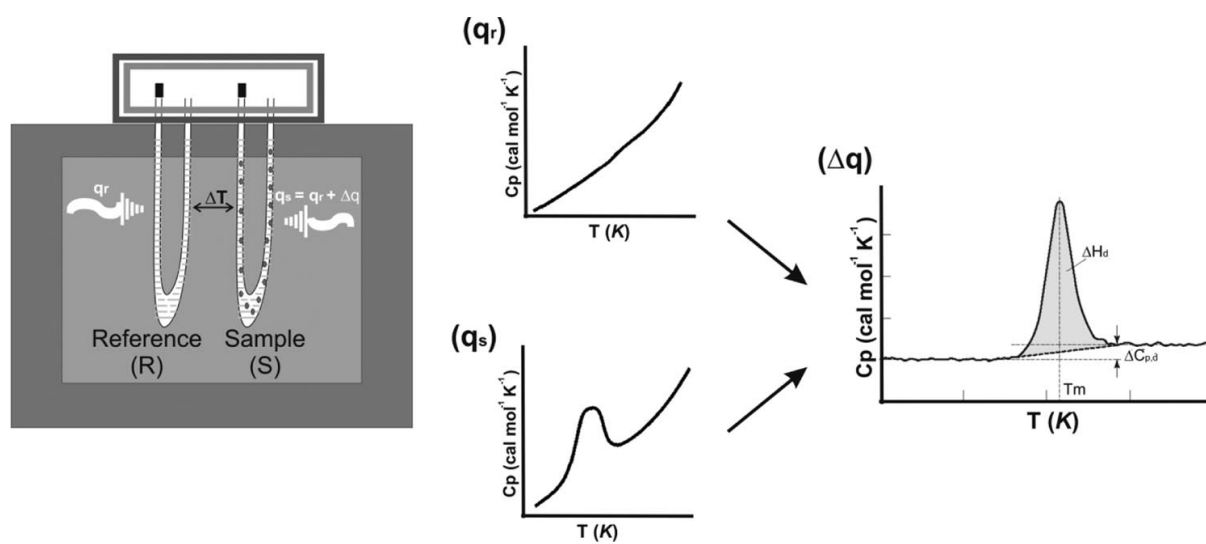 qr
ΔT
qs = qr + Δq
Reference
(R)
Sample
(S)
(qr)
Cp (cal mol⁻¹ K⁻¹)
T (K)
(qs)
Cp (cal mol⁻¹ K⁻¹)
T (K)
(Δq)
Cp (cal mol⁻¹ K⁻¹)
ΔHd
ΔCp,d
Tm
T (K)